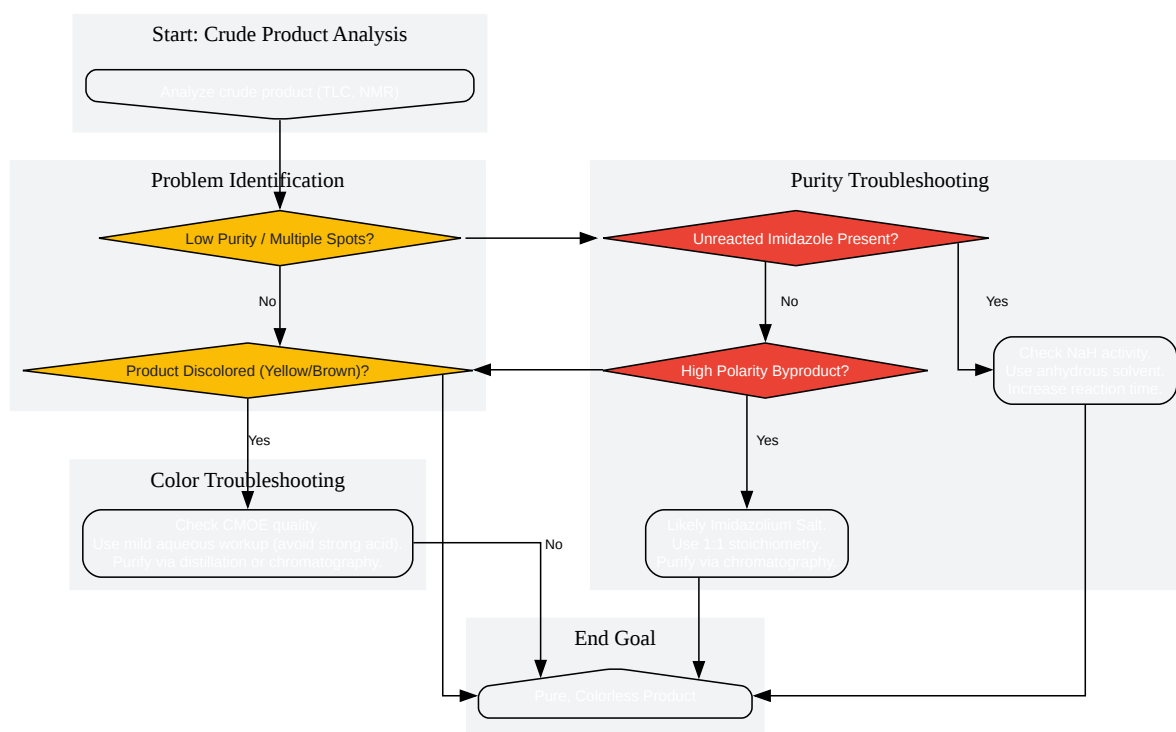 Start: Crude Product Analysis
Analyze crude product (TLC, NMR)
Problem Identification
Low Purity / Multiple Spots?
No
Product Discolored (Yellow/Brown)?
Yes
Purity Troubleshooting
Unreacted Imidazole Present?
No
Yes
High Polarity Byproduct?
Check NaH activity.
Use anhydrous solvent.
Increase reaction time.
Yes
Likely Imidazolium Salt.
Use 1:1 stoichiometry.
Purify via chromatography.
Color Troubleshooting
Check CMOE quality.
Use mild aqueous workup (avoid strong acid).
Purify via distillation or chromatography.
No
End Goal
Pure, Colorless Product